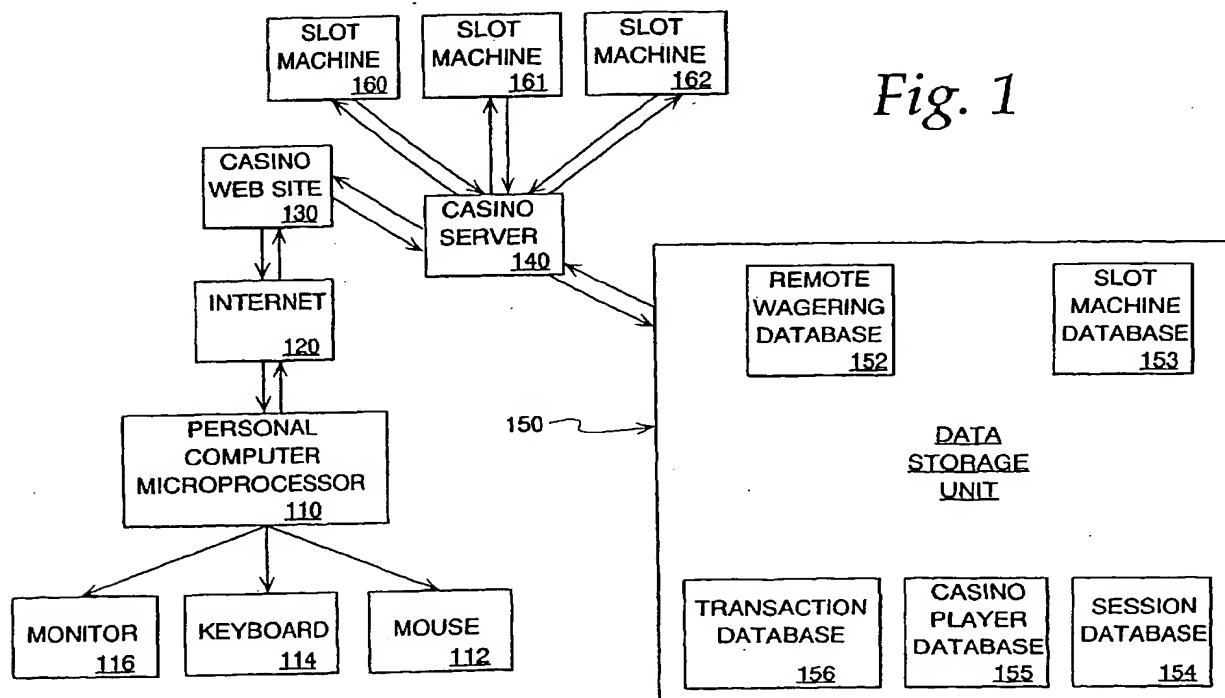 Fig. 1
SLOT
MACHINE
160
SLOT
MACHINE
161
SLOT
MACHINE
162
CASINO
WEB SITE
130
CASINO
SERVER
140
INTERNET
120
PERSONAL
COMPUTER
MICROPROCESSOR
110
MONITOR
116
KEYBOARD
114
MOUSE
112
150
REMOTE
WAGERING
DATABASE
152
SLOT
MACHINE
DATABASE
153
DATA
STORAGE
UNIT
TRANSACTION
DATABASE
156
CASINO
PLAYER
DATABASE
155
SESSION
DATABASE
154